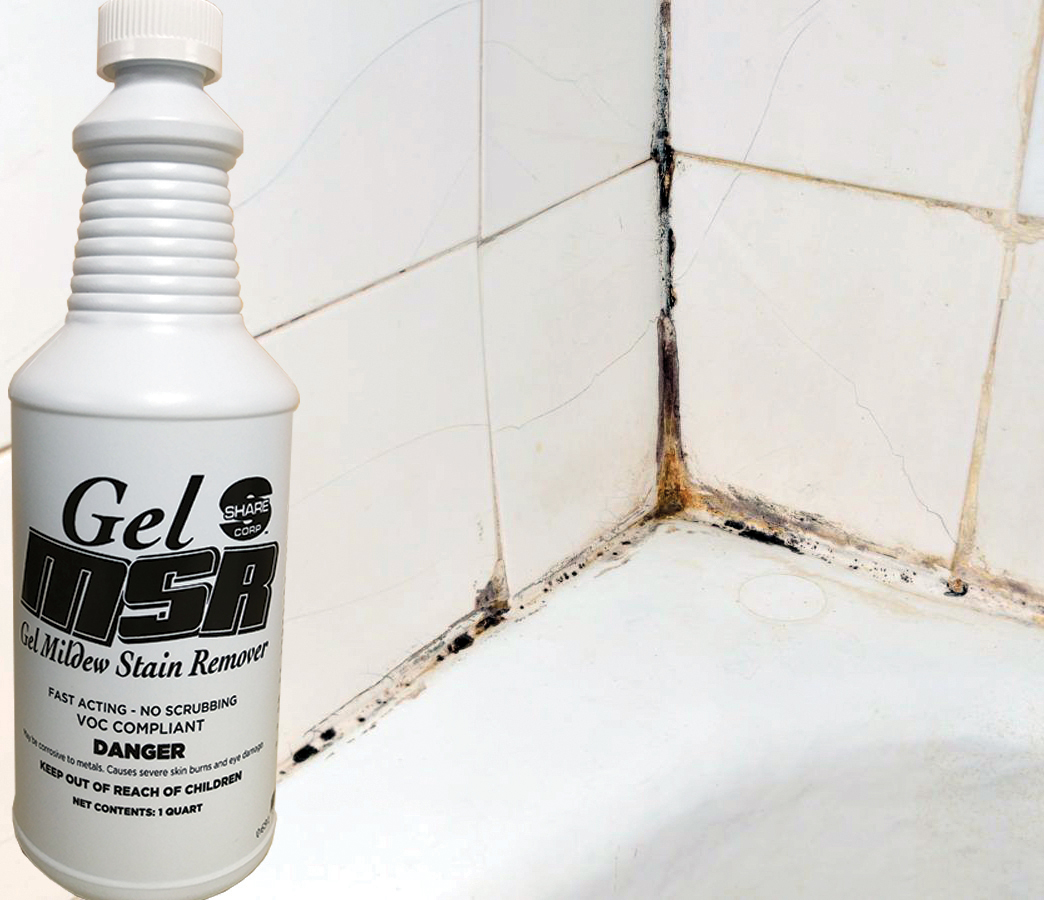 Gel
SHARE
CORP
MSR
Gel Mildew Stain Remover
FAST ACTING - NO SCRUBBING
VOC COMPLIANT
DANGER
May be corrosive to metals. Causes severe skin burns and eye damage
KEEP OUT OF REACH OF CHILDREN
NET CONTENTS: 1 QUART